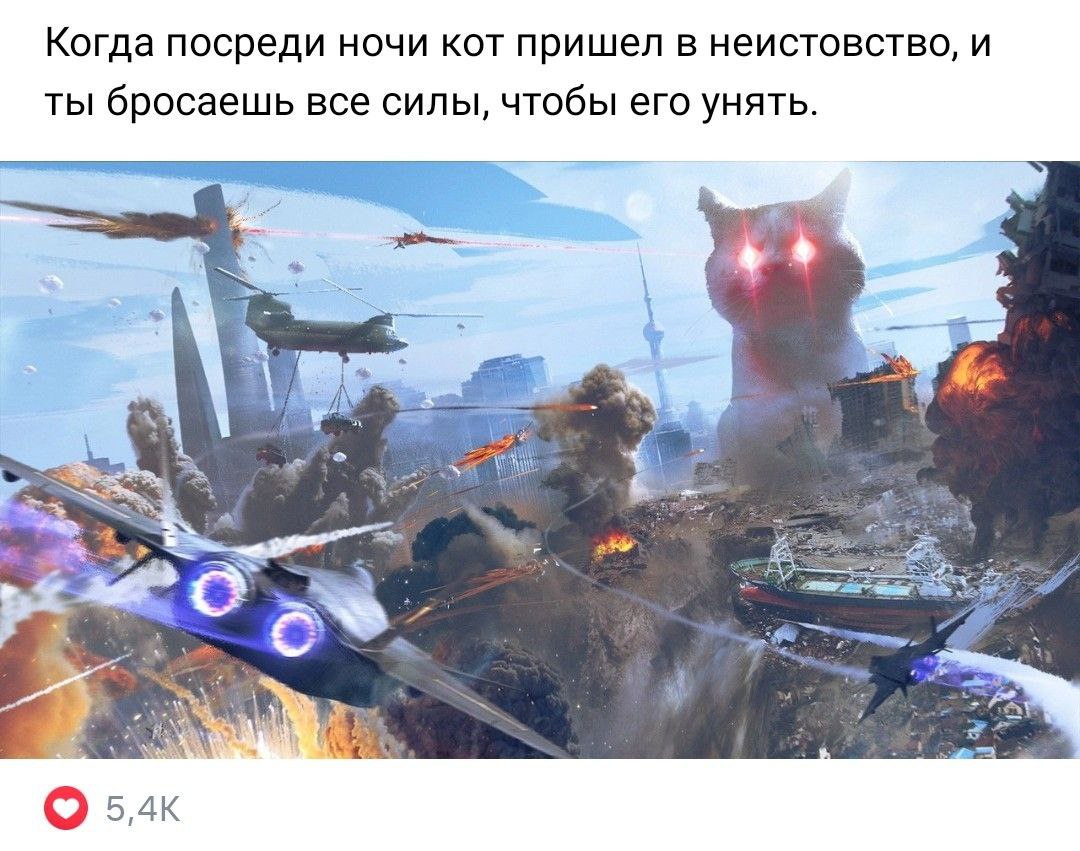 Когда посреди ночи кот пришел в неистовство, и
ты бросаешь все силы, чтобы его унять.
5,4K